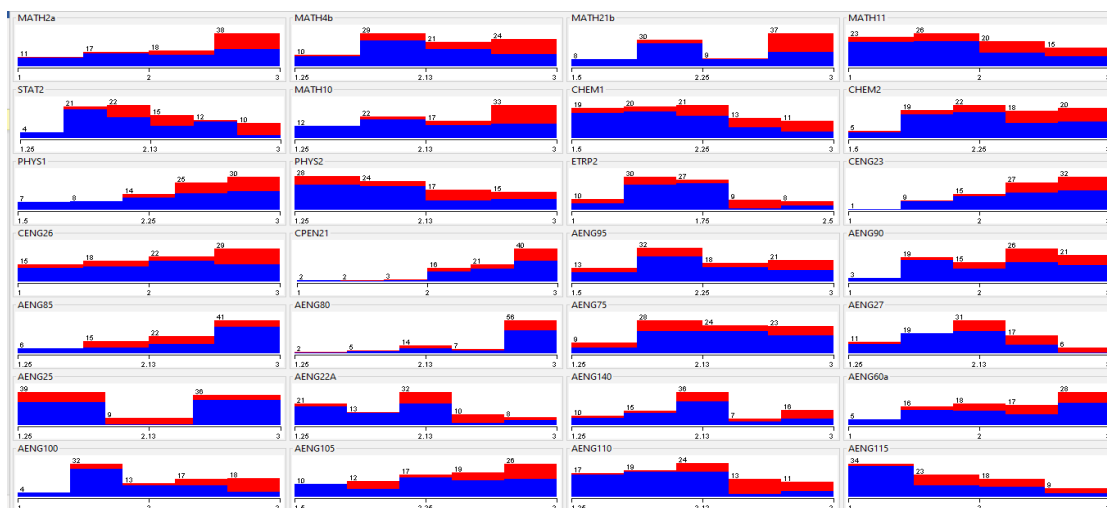 MATH2a MATH4b MATH21b MATH11
11 17 18 38 10 29 21 24 8 30 9 37 23 26 20 15
1 2 3 1.25 2.13 3 1.5 2.25 3 1 2 3
STAT2 MATH10 CHEM1 CHEM2
4 21 22 15 12 10 12 22 17 33 19 20 21 13 11 5 19 22 18 20
1.25 2.13 3 1.25 2.13 3 1.5 2.25 3 1.5 2.25 3
PHYS1 PHYS2 ETRP2 CENG23
7 8 14 25 30 28 24 17 15 10 30 27 9 8 1 9 15 27 32
1.5 2.25 3 1.25 2.13 3 1 1.75 2.5 1 2 3
CENG26 CPEN21 AENG95 AENG90
15 18 22 29 2 2 3 16 21 40 13 32 18 21 3 19 15 26 21
1 2 3 1 2 3 1.5 2.25 3 1 2 3
AENG85 AENG80 AENG75 AENG27
6 15 22 41 2 5 14 7 56 9 28 24 23 11 19 31 17 6
1.25 2.13 3 1.25 2.13 3 1.25 2.13 3 1.25 2.13 3
AENG25 AENG22A AENG140 AENG60a
39 9 36 21 13 32 10 8 10 15 36 7 16 5 16 18 17 28
1.25 2.13 3 1.25 2.13 3 1.25 2.13 3 1 2 3
AENG100 AENG105 AENG110 AENG115
4 32 13 17 18 10 12 17 19 26 17 19 24 13 11 34 23 18 9